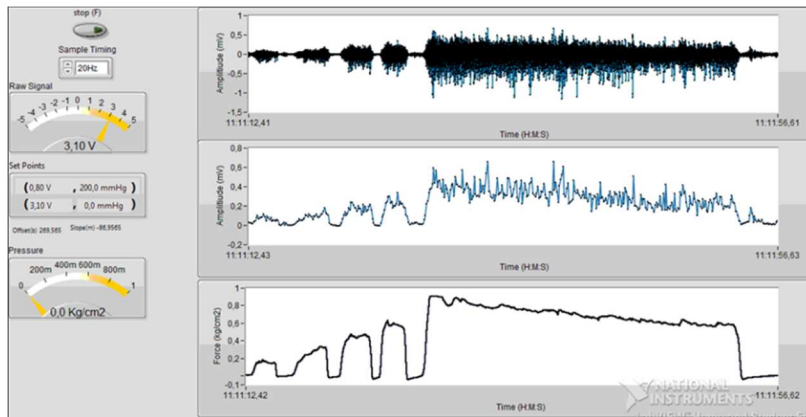 stop (F)
Sample Timing
20Hz
Raw Signal
-5 -4 -3 -2 -1 0 1 2 3 4 5
3,10 V
Set Points
(0,80 V , 200,0 mmHg)
(3,10 V , 0,0 mmHg)
Offset(b) 269,565 Slope(m) -86,9565
Pressure
0 200m 400m 600m 800m 1
0,0 Kg/cm2
Amplitiude (mV)
1
0,5
0
-0,5
-1
-1,5
11:11:12,41 11:11:56,61
Time (H:M:S)
Amplitiude (mV)
0,8
0,6
0,4
0,2
0
-0,2
11:11:12,43 11:11:56,63
Time (H:M:S)
Force (kg/cm2)
1
0,8
0,6
0,4
0,2
0
-0,1
11:11:12,42 11:11:56,62
Time (H:M:S)
NATIONAL
INSTRUMENTS